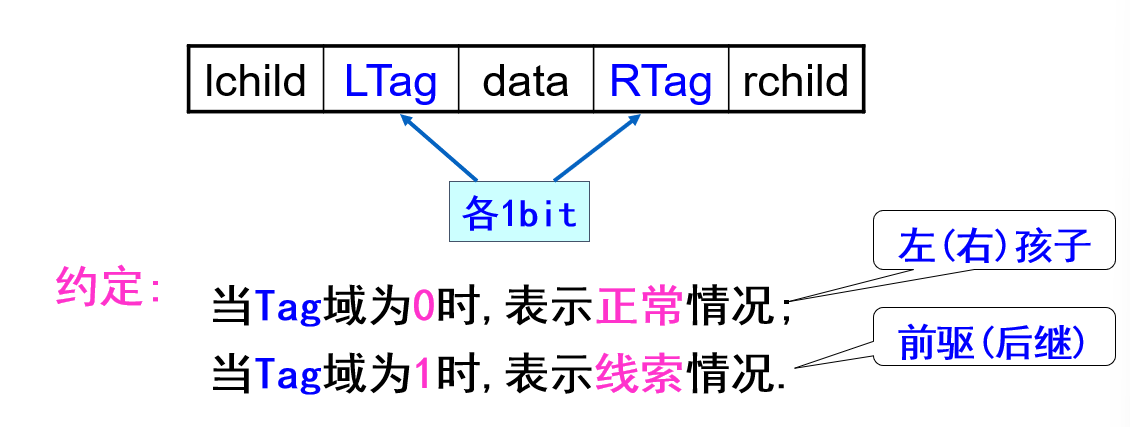 lchild LTag data RTag rchild
各1bit
左(右)孩子
约定:
当Tag域为0时,表示正常情况;
前驱(后继)
当Tag域为1时,表示线索情况.